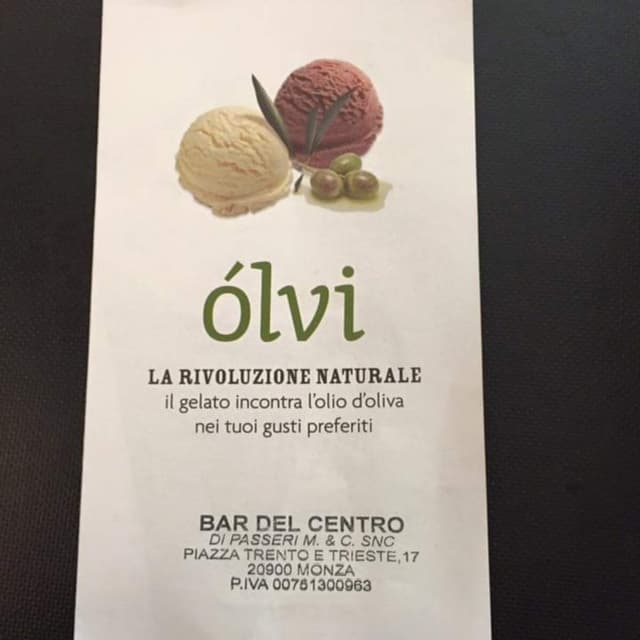 ólvi
LA RIVOLUZIONE NATURALE
il gelato incontra l'olio d'oliva
nei tuoi gusti preferiti
BAR DEL CENTRO
DI PASSERI M. & C. SNC
PIAZZA TRENTO E TRIESTE,17
20900 MONZA
P.IVA 00761300963